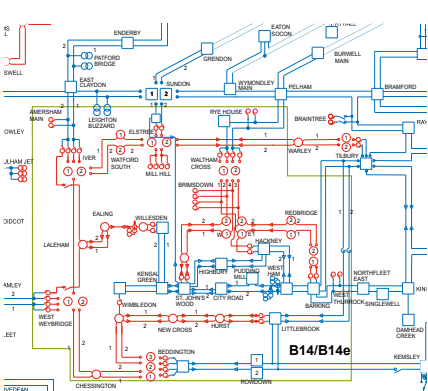 ENDERBY
EATON
SOCON
GRENDON
BURWELL
MAIN
PATFORD
BRIDGE
SWELL
EAST
CLAYDON
SUNDON
1 2
WYMONDLEY
MAIN
PELHAM
BRAMFORD
AMERSHAM
MAIN
LEIGHTON
BUZZARD
RYE HOUSE
BRAINTREE
OWLEY
ELSTREE
WARLEY
IVER
WATFORD
SOUTH
MILL HILL
WALTHAM
CROSS
TILBURY
BRIMSDOWN
EALING
WILLESDEN
REDBRIDGE
DIDCOT
LALEHAM
HACKNEY
KENSAL
GREEN
HIGHBURY
PUDDING
MILL
WEST
HAM
NORTHFLEET
EAST
ST. JOHN'S
WOOD
CITY ROAD
BARKING
WEST
THURROCK
SINGLEWELL
WEST
WEYBRIDGE
WIMBLEDON
NEW CROSS
HURST
LITTLEBROOK
DAMHEAD
CREEK
BEDDINGTON
ROWDOWN
B14/B14e
KEMSLEY
CHESSINGTON